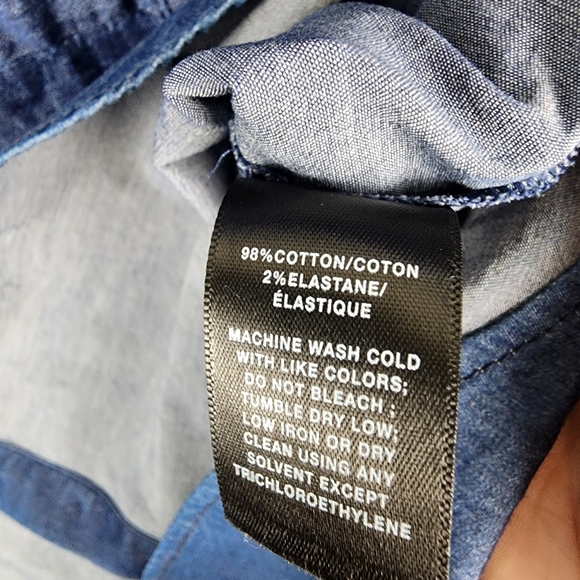 98%COTTON/COTON
2%ELASTANE/
ÉLASTIQUE
MACHINE WASH COLD
WITH LIKE COLORS;
DO NOT BLEACH ;
TUMBLE DRY LOW;
LOW IRON OR DRY
CLEAN USING ANY
SOLVENT EXCEPT
TRICHLOROETHYLENE